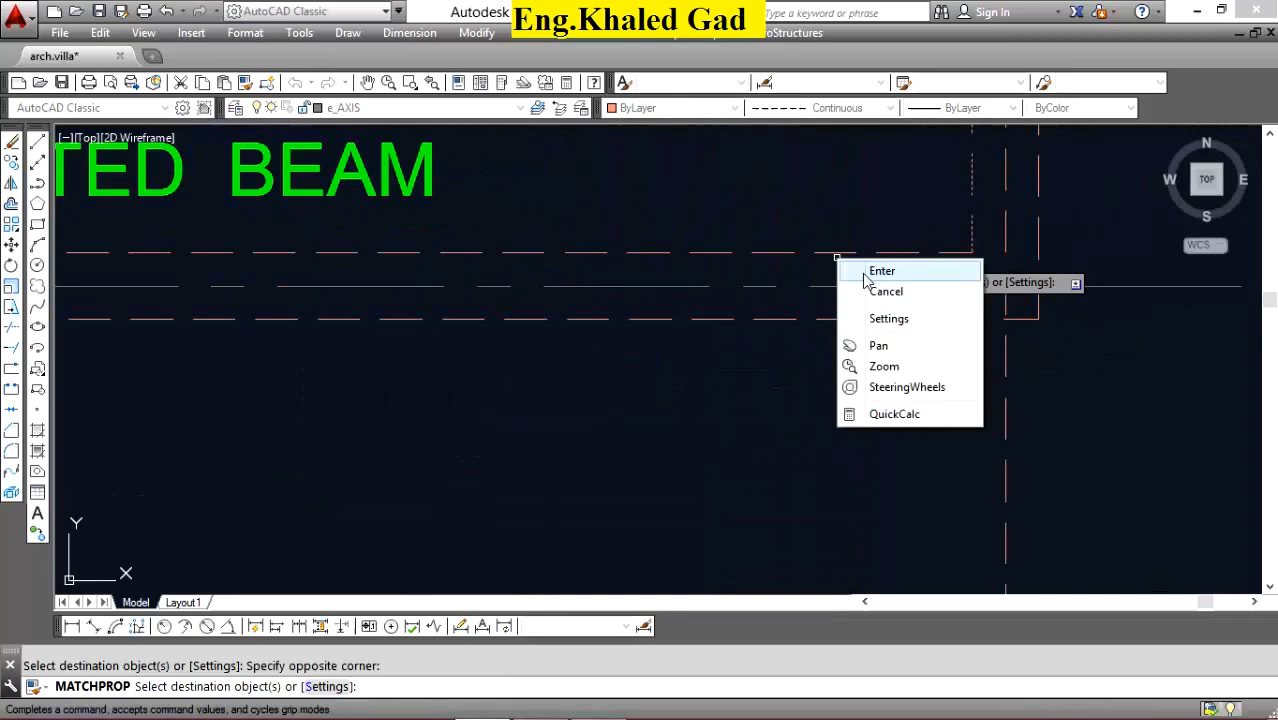 AutoCAD Classic
Autodesk
Eng.Khaled Gad
Type a keyword or phrase
Sign In
File
Edit
View
Insert
Format
Tools
Draw
Dimension
Modify
roStructures
arch.villa*
AutoCAD Classic
e_AXIS
ByLayer
Continuous
ByLayer
ByColor
[−][Top][2D Wireframe]
TED BEAM
N
W
TOP
E
S
WCS
Enter
Cancel
) or [Settings]:
Settings
Pan
Zoom
SteeringWheels
QuickCalc
Y
X
Model
Layout1
Select destination object(s) or [Settings]: Specify opposite corner:
MATCHPROP Select destination object(s) or [Settings]:
Completes a command, accepts command values, and cycles grip modes